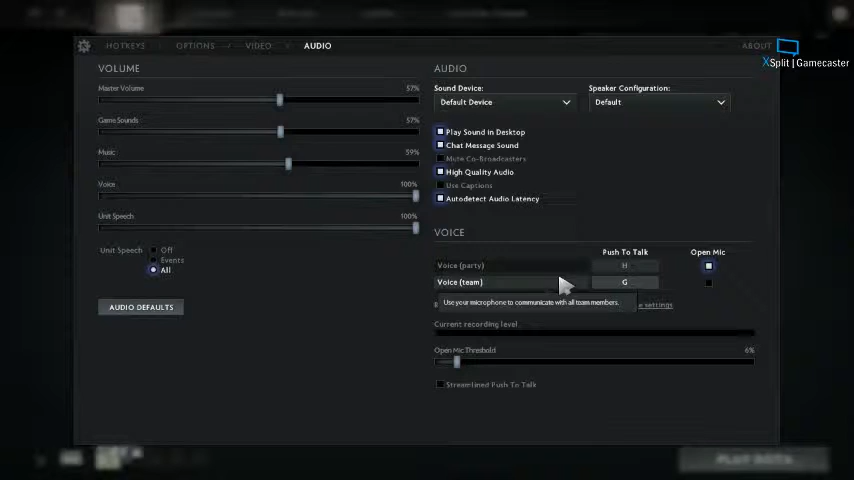 HOTKEYS OPTIONS VIDEO AUDIO ABOUT
XSplit | Gamecaster
VOLUME
Master Volume 57%
Game Sounds 57%
Music 59%
Voice 100%
Unit Speech 100%
Unit Speech Off
Events
All
AUDIO DEFAULTS
AUDIO
Sound Device: Speaker Configuration:
Default Device Default
Play Sound in Desktop
Chat Message Sound
Mute Co-Broadcasters
High Quality Audio
Use Captions
Autodetect Audio Latency
VOICE
Push To Talk Open Mic
Voice (party) H
Voice (team) G
Use your microphone to communicate with all team members.
settings
Current recording level
Open Mic Threshold 6%
Streamlined Push To Talk
PLAY DOTA